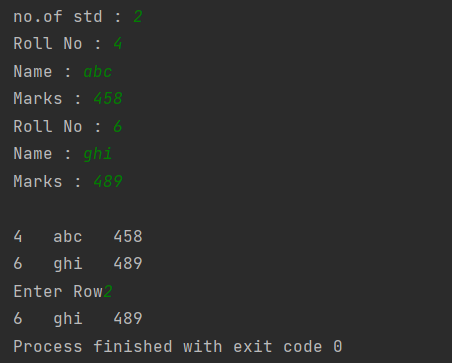 no.of std : 2
Roll No : 4
Name : abc
Marks : 458
Roll No : 6
Name : ghi
Marks : 489
4 abc 458
6 ghi 489
Enter Row2
6 ghi 489
Process finished with exit code 0